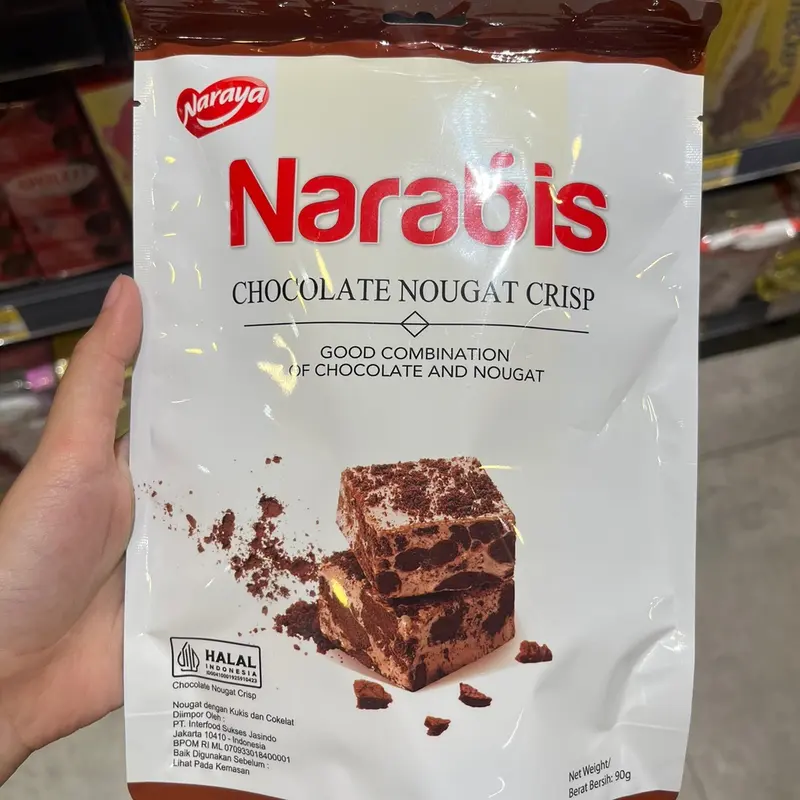 Naraya
Narabis
CHOCOLATE NOUGAT CRISP
GOOD COMBINATION
OF CHOCOLATE AND NOUGAT
HALAL
INDONESIA
ID00410001925910423
Chocolate Nougat Crisp
Nougat dengan Kukis dan Cokelat
Diimpor Oleh :
PT. Interfood Sukses Jasindo
Jakarta 10410 - Indonesia
BPOM RI ML 070933018400001
Baik Digunakan Sebelum :
Lihat Pada Kemasan
Net Weight/
Berat Bersih: 90g